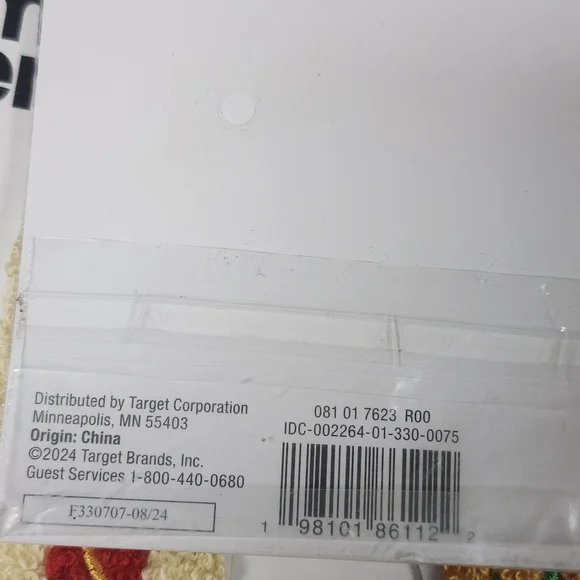 Distributed by Target Corporation
Minneapolis, MN 55403
Origin: China
©2024 Target Brands, Inc.
Guest Services 1-800-440-0680
F330707-08/24
081 01 7623 R00
IDC-002264-01-330-0075
1 98101 86112 2